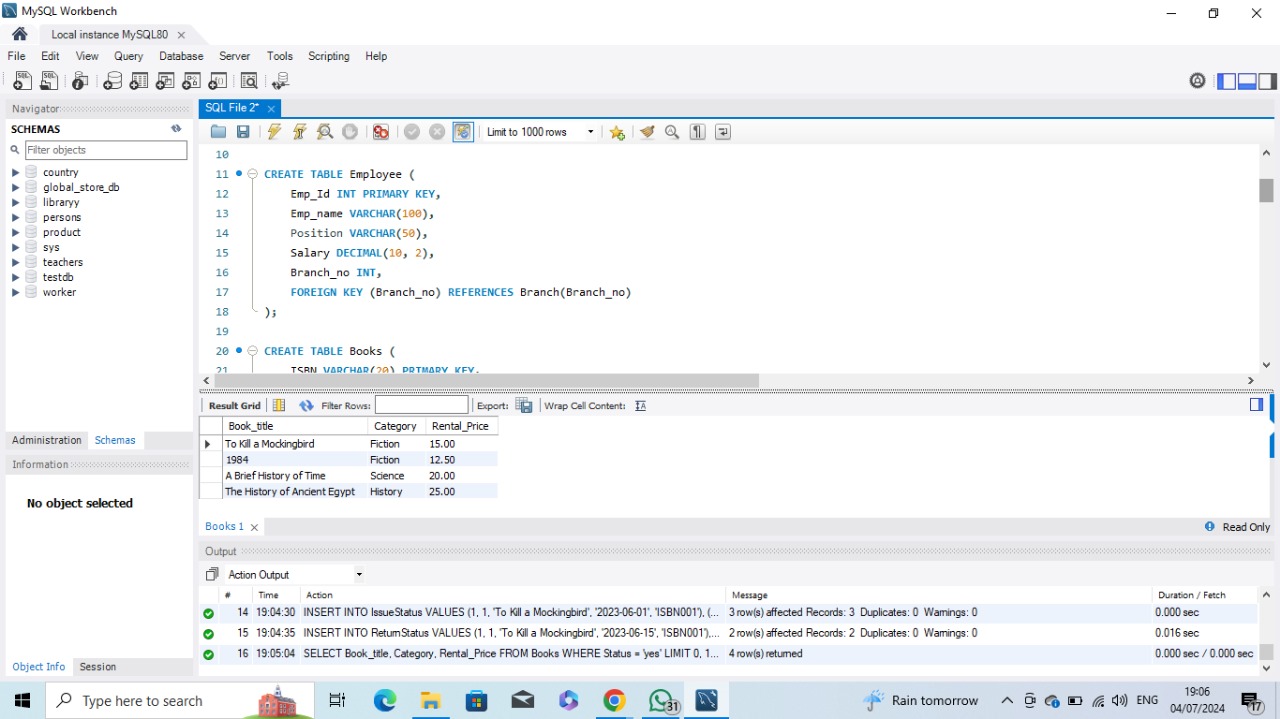 MySQL Workbench
Local instance MySQL80
File Edit View Query Database Server Tools Scripting Help
Navigator
SQL File 2*
SCHEMAS
Filter objects
Limit to 1000 rows
country
global_store_db
libraryy
persons
product
sys
teachers
testdb
worker
10
11 CREATE TABLE Employee (
12 Emp_Id INT PRIMARY KEY,
13 Emp_name VARCHAR(100),
14 Position VARCHAR(50),
15 Salary DECIMAL(10, 2),
16 Branch_no INT,
17 FOREIGN KEY (Branch_no) REFERENCES Branch(Branch_no)
18 );
19
20 CREATE TABLE Books (
21 ISBN VARCHAR(20) PRIMARY KEY,
Administration Schemas
Information
No object selected
Result Grid Filter Rows: Export: Wrap Cell Content:
Book_title Category Rental_Price
To Kill a Mockingbird Fiction 15.00
1984 Fiction 12.50
A Brief History of Time Science 20.00
The History of Ancient Egypt History 25.00
Books 1 Read Only
Output
Action Output
# Time Action Message Duration / Fetch
14 19:04:30 INSERT INTO IssueStatus VALUES (1, 1, 'To Kill a Mockingbird', '2023-06-01', 'ISBN001'), (... 3 row(s) affected Records: 3 Duplicates: 0 Warnings: 0 0.000 sec
15 19:04:35 INSERT INTO ReturnStatus VALUES (1, 1, 'To Kill a Mockingbird', '2023-06-15', 'ISBN001'),... 2 row(s) affected Records: 2 Duplicates: 0 Warnings: 0 0.016 sec
16 19:05:04 SELECT Book_title, Category, Rental_Price FROM Books WHERE Status = 'yes' LIMIT 0, 1... 4 row(s) returned 0.000 sec / 0.000 sec
Object Info Session
Type here to search
31
Rain tomorrow
ENG
9:06
04/07/2024
17